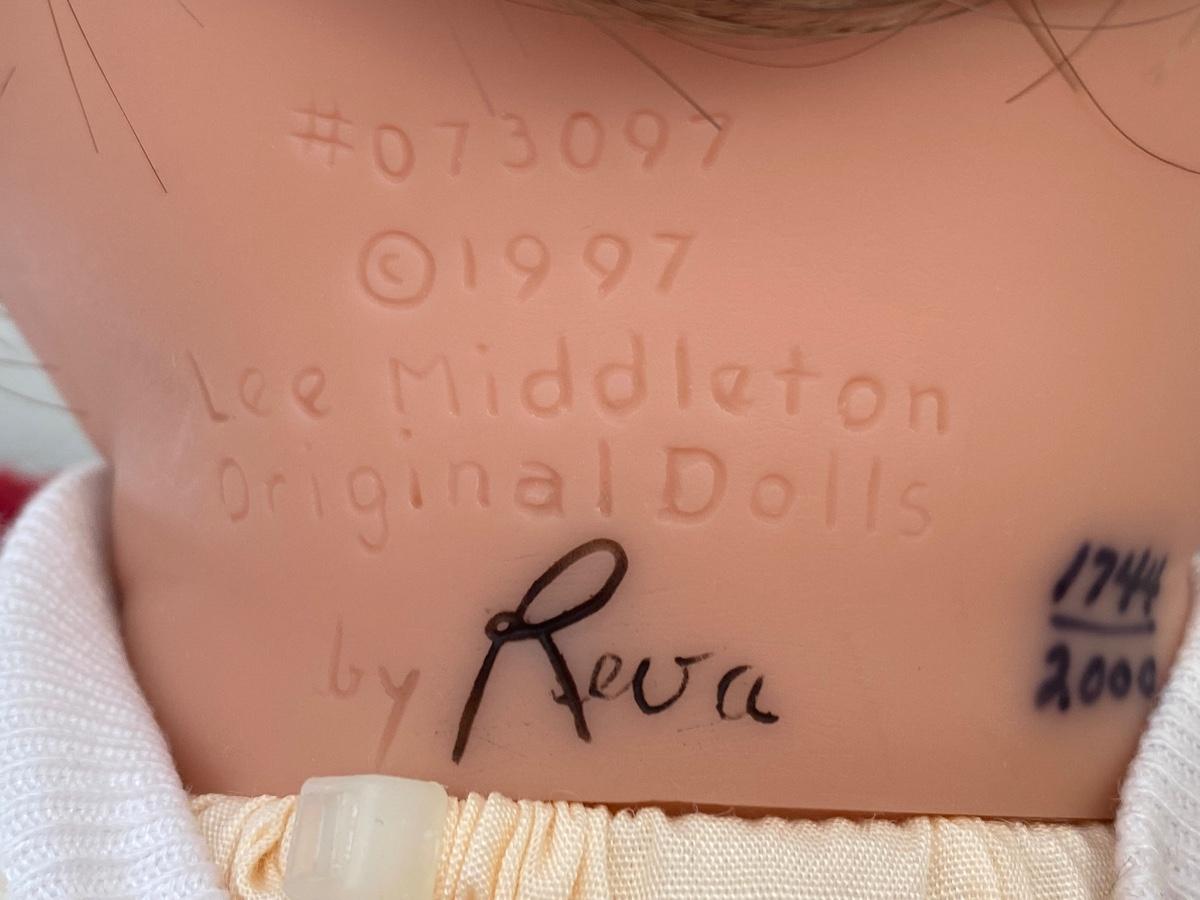 #073097
©1997
Lee Middleton
Original Dolls
by Reva
1744
2000